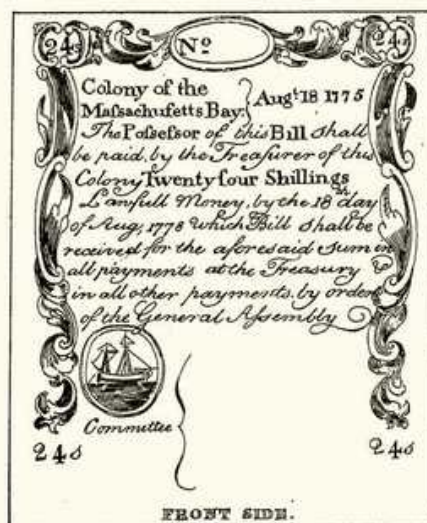 24s Nº 24s
Colony of the
Maſsachuſetts Bay. } Augt. 18 1775
The Poſseſsor of this Bill shall
be paid, by the Treaſurer of this
Colony Twenty four Shillings
Lawfull Money, by the 18 day
of Aug, 1778 which Bill shall be
received for the aforesaid sum in
all payments at the Treasury &
in all other payments, by order
of the General Aſsembly
Committee {
24s 24s
FRONT SIDE.